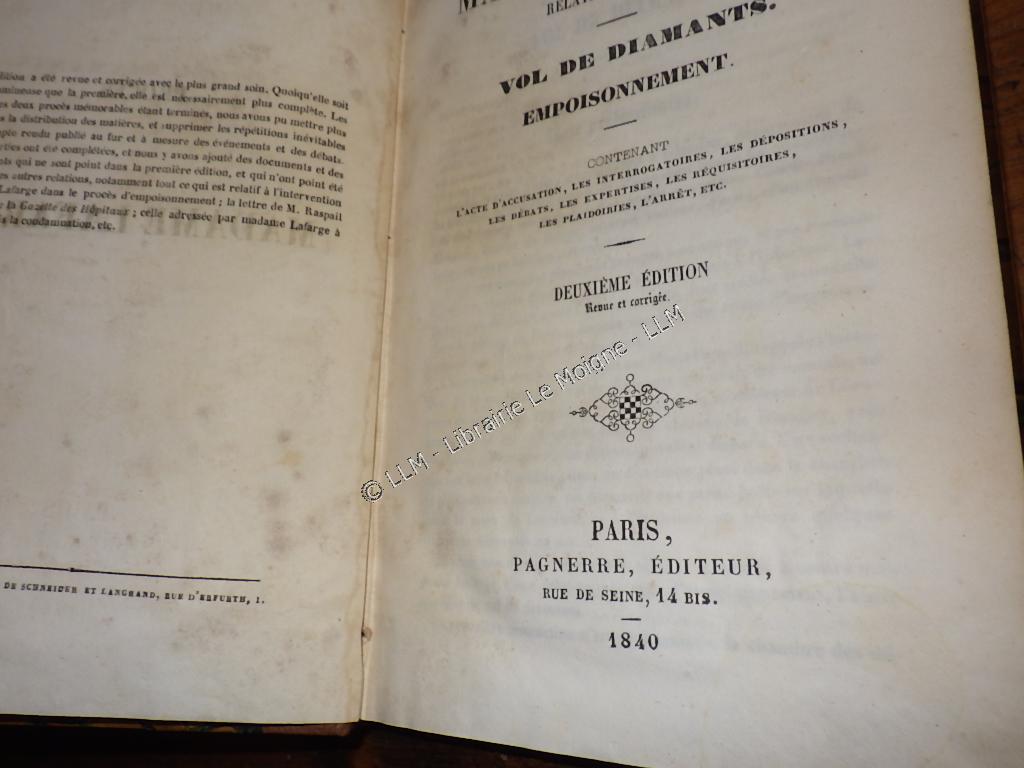 dition a été revue et corrigée avec le plus grand soin. Quoiqu'elle soit
umineuse que la première, elle est nécessairement plus complète. Les
es deux procès mémorables étant terminés, nous avons pu mettre plus
s la distribution des matières, et supprimer les répétitions inévitables
pte rendu publié au fur et à mesure des événements et des débats.
rties ont été complétées, et nous y avons ajouté des documents et des
ts qui ne sont point dans la première édition, et qui n'ont point été
es autres relations, notamment tout ce qui est relatif à l'intervention
Lafarge dans le procès d'empoisonnement ; la lettre de M. Raspail
la Gazette des Hôpitaux ; celle adressée par madame Lafarge à
s la condamnation, etc.
DE SCHNEIDER ET LANGRAND, RUE D'ERFURTH, 1.
MA
RELAT
VOL DE DIAMANTS.
EMPOISONNEMENT.
CONTENANT
L'ACTE D'ACCUSATION, LES INTERROGATOIRES, LES DÉPOSITIONS,
LES DÉBATS, LES EXPERTISES, LES RÉQUISITOIRES,
LES PLAIDOIRIES, L'ARRÊT, ETC.
DEUXIÈME ÉDITION
Revue et corrigée.
© LLM - Librairie Le Moigne - LLM
PARIS,
PAGNERRE, ÉDITEUR,
RUE DE SEINE, 14 BIS.
1840